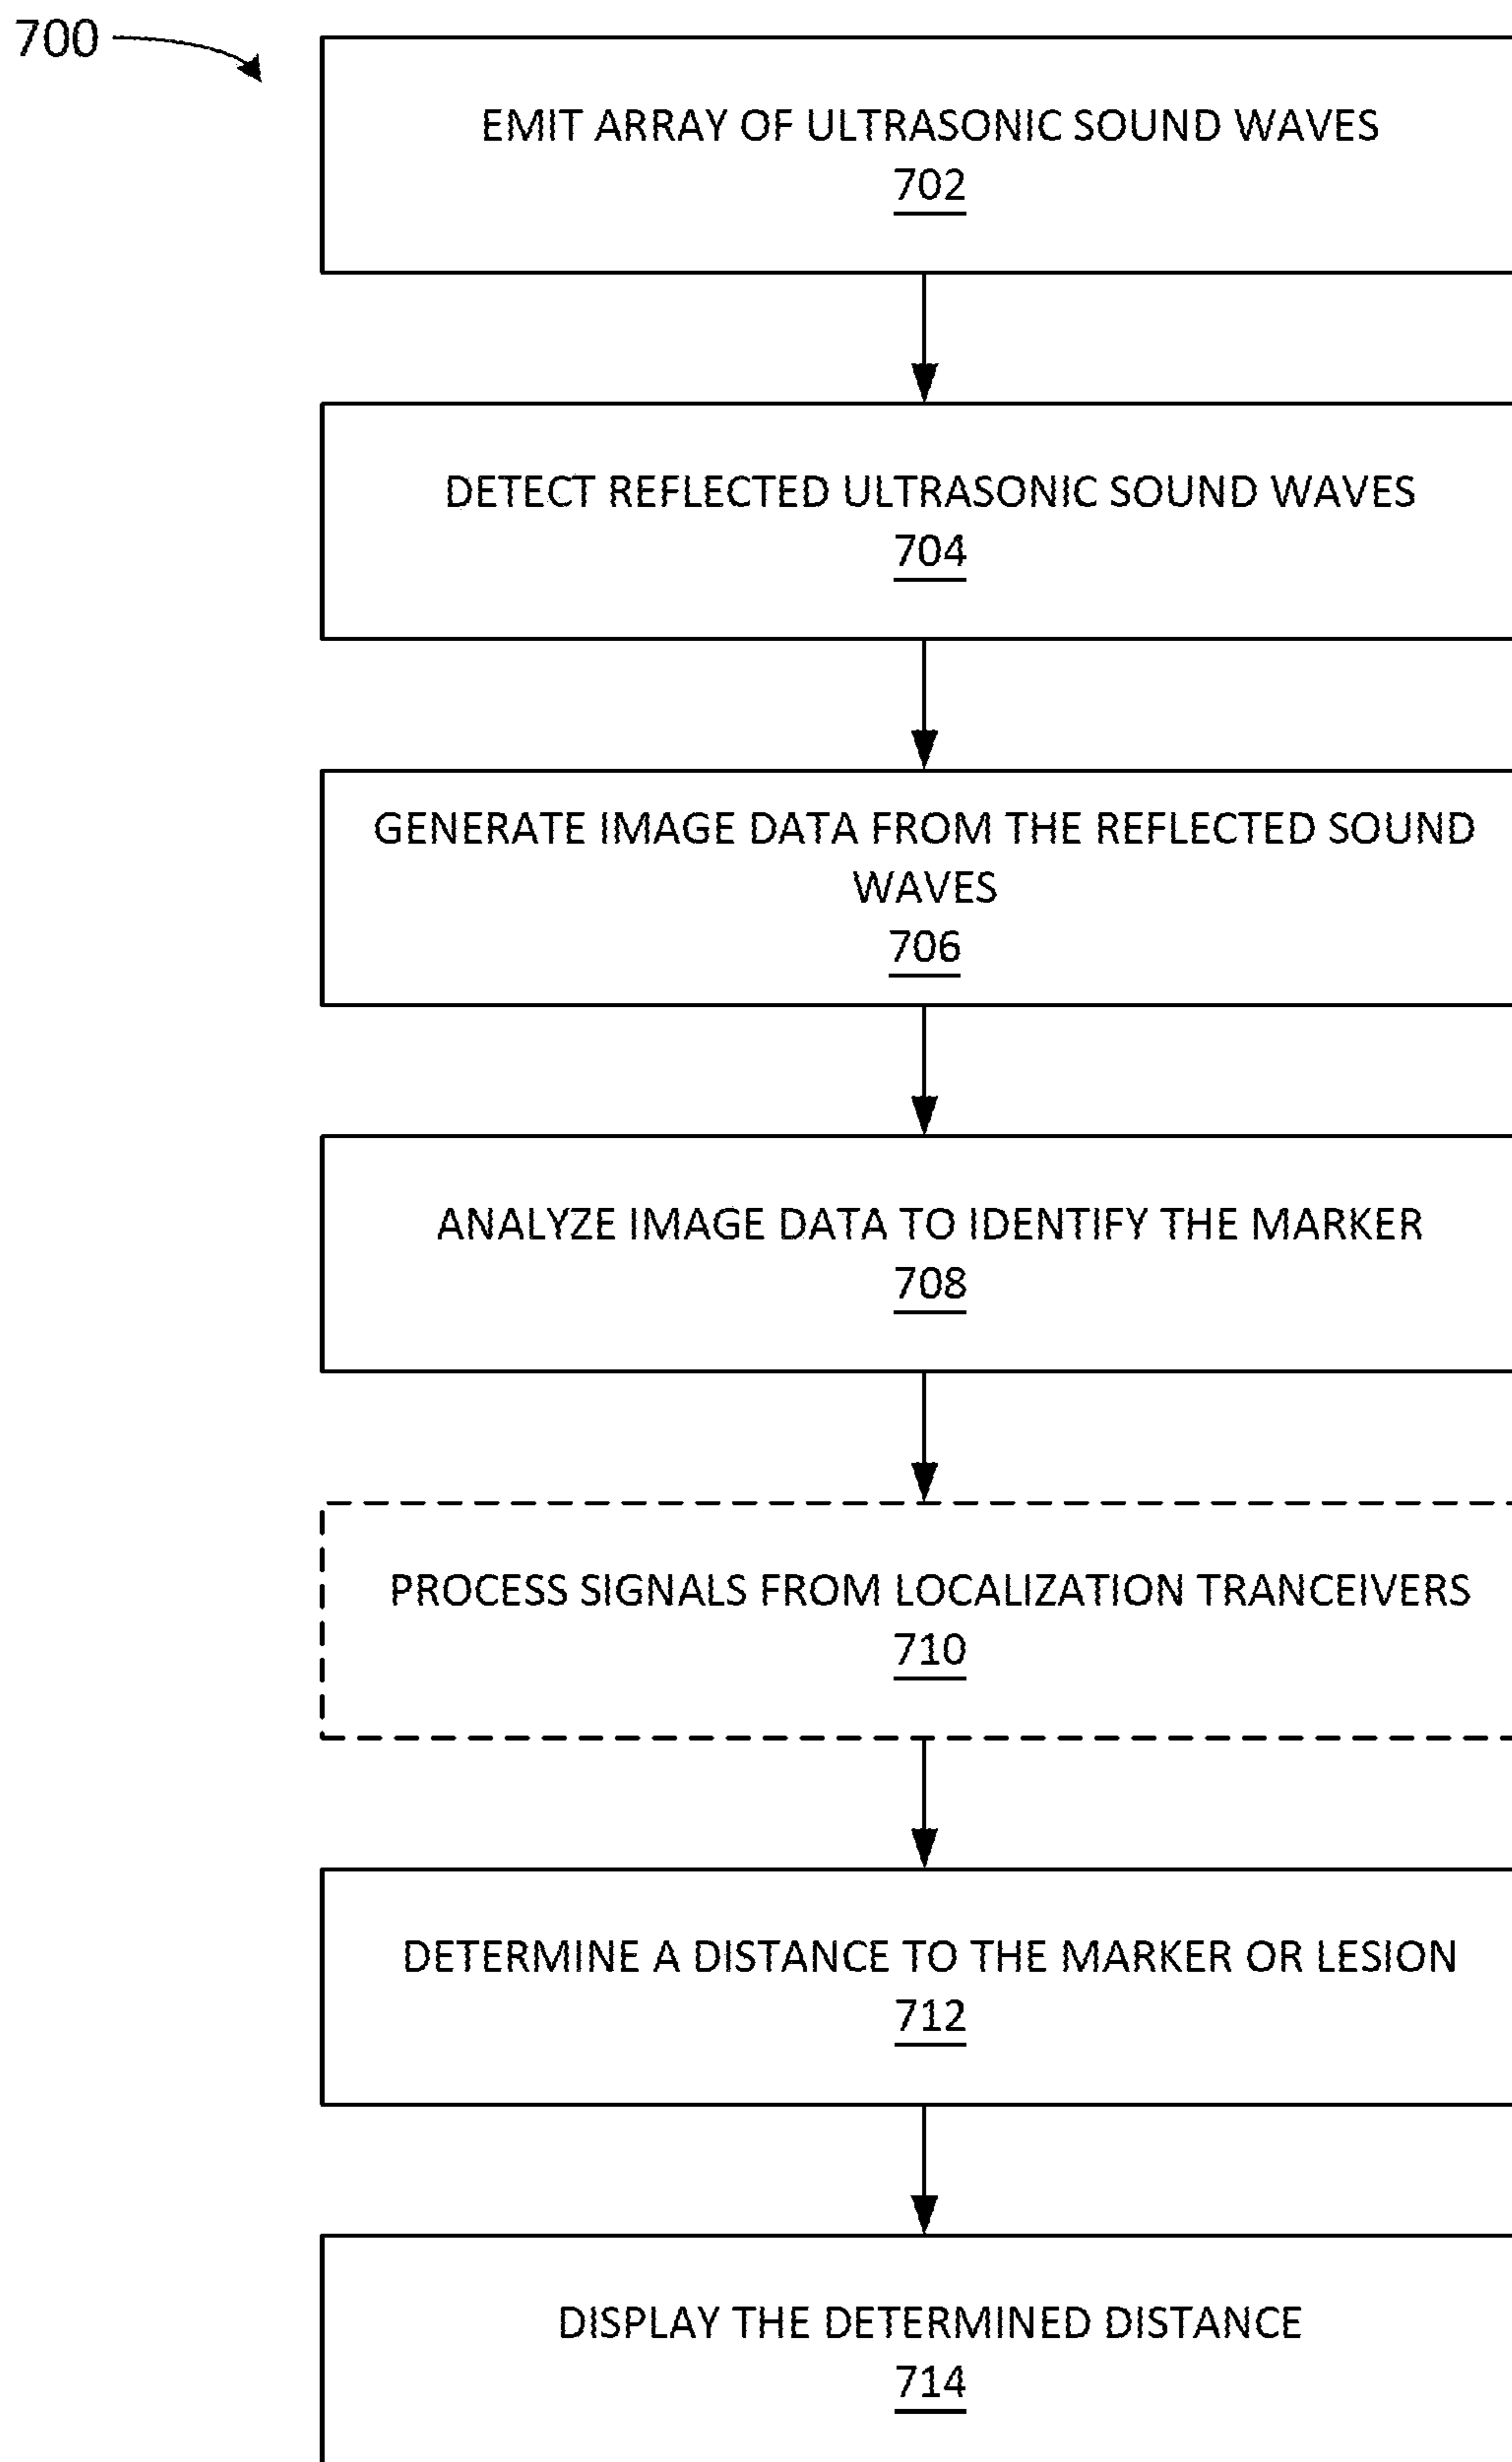 700
EMIT ARRAY OF ULTRASONIC SOUND WAVES
702
DETECT REFLECTED ULTRASONIC SOUND WAVES
704
GENERATE IMAGE DATA FROM THE REFLECTED SOUND
WAVES
706
ANALYZE IMAGE DATA TO IDENTIFY THE MARKER
708
PROCESS SIGNALS FROM LOCALIZATION TRANCEIVERS
710
DETERMINE A DISTANCE TO THE MARKER OR LESION
712
DISPLAY THE DETERMINED DISTANCE
714